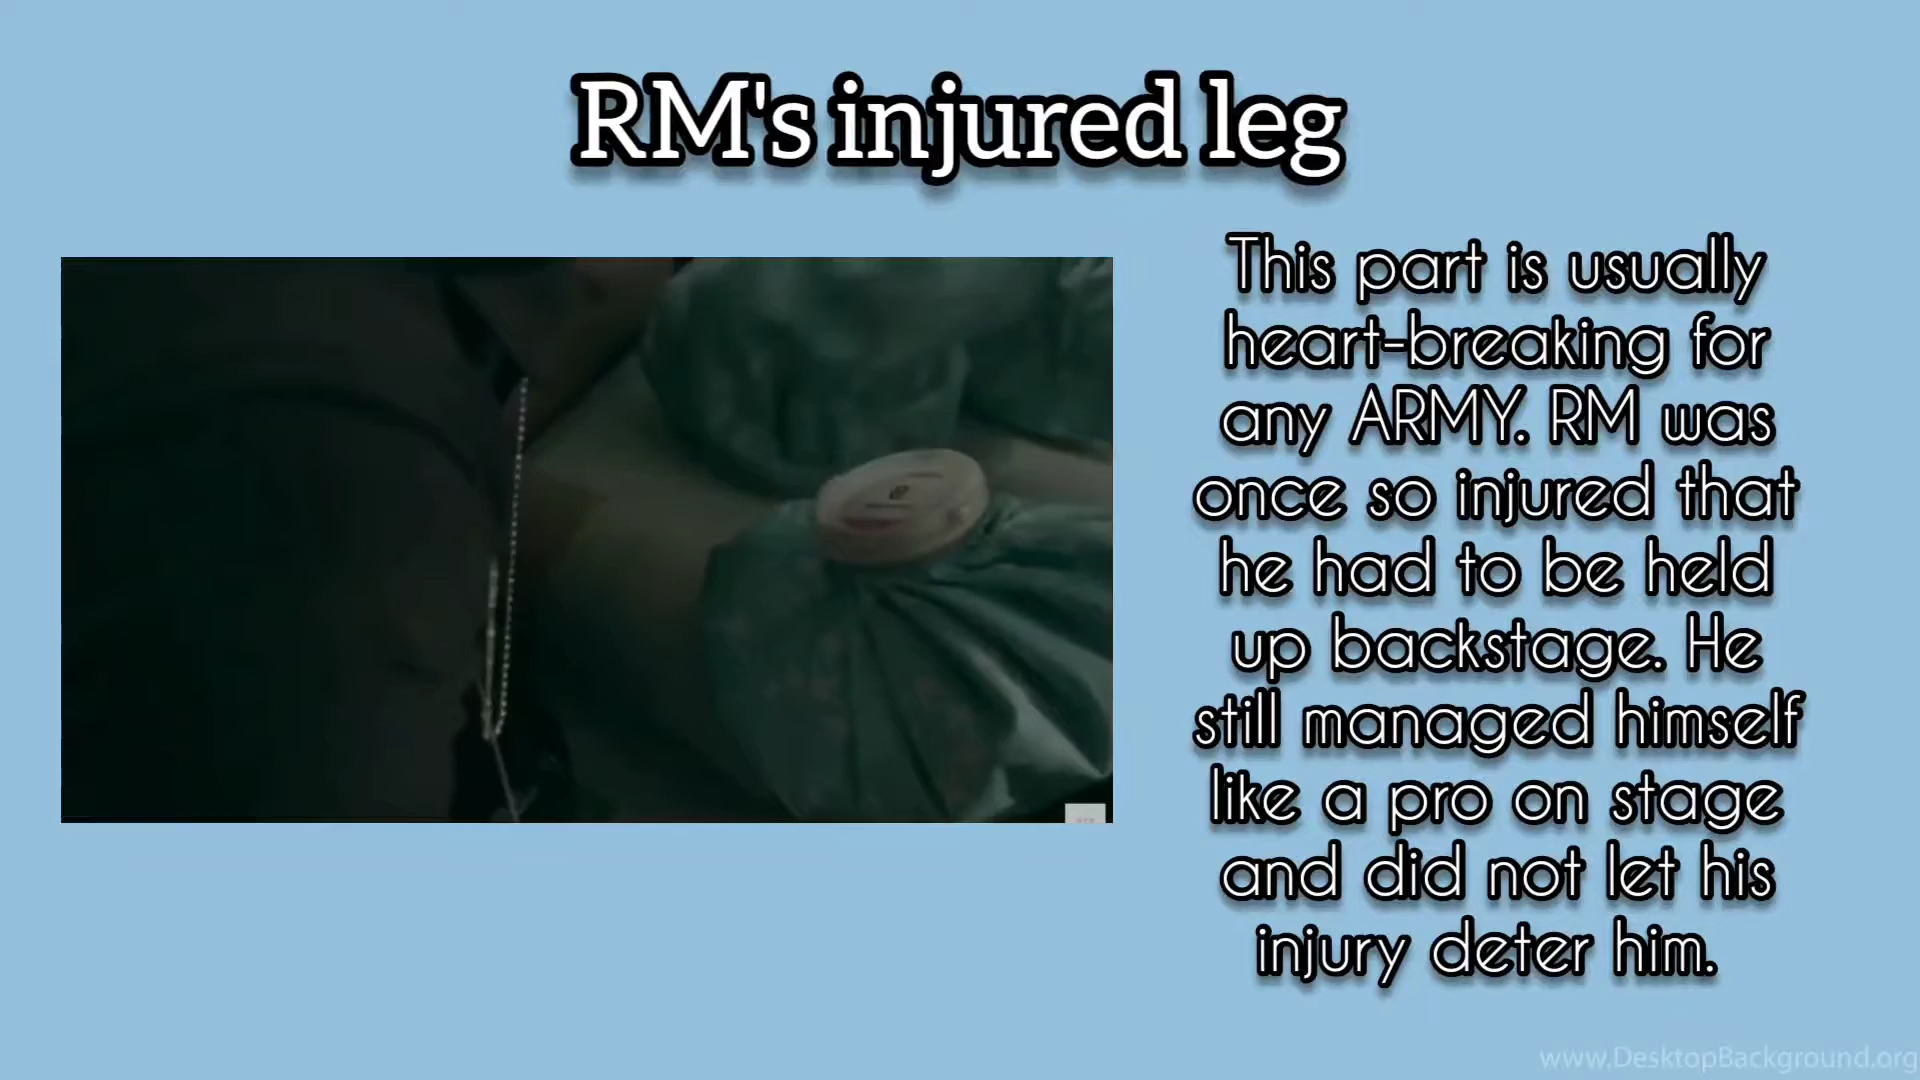 RM's injured leg
This part is usually
heart-breaking for
any ARMY. RM was
once so injured that
he had to be held
up backstage. He
still managed himself
like a pro on stage
and did not let his
injury deter him.
www.DesktopBackground.org